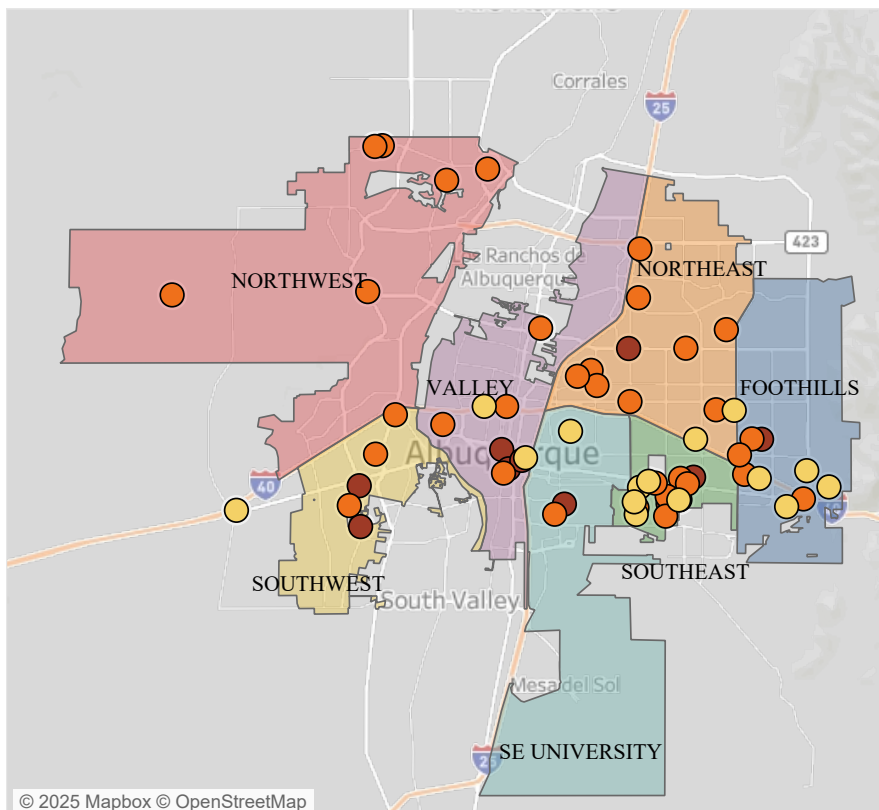 Corrales
25
423
Los Ranchos de
Albuquerque
NORTHWEST
NORTHEAST
VALLEY
FOOTHILLS
Albuquerque
40
40
SOUTHWEST
SOUTHEAST
South Valley
Mesa del Sol
SE UNIVERSITY
25
© 2025 Mapbox © OpenStreetMap